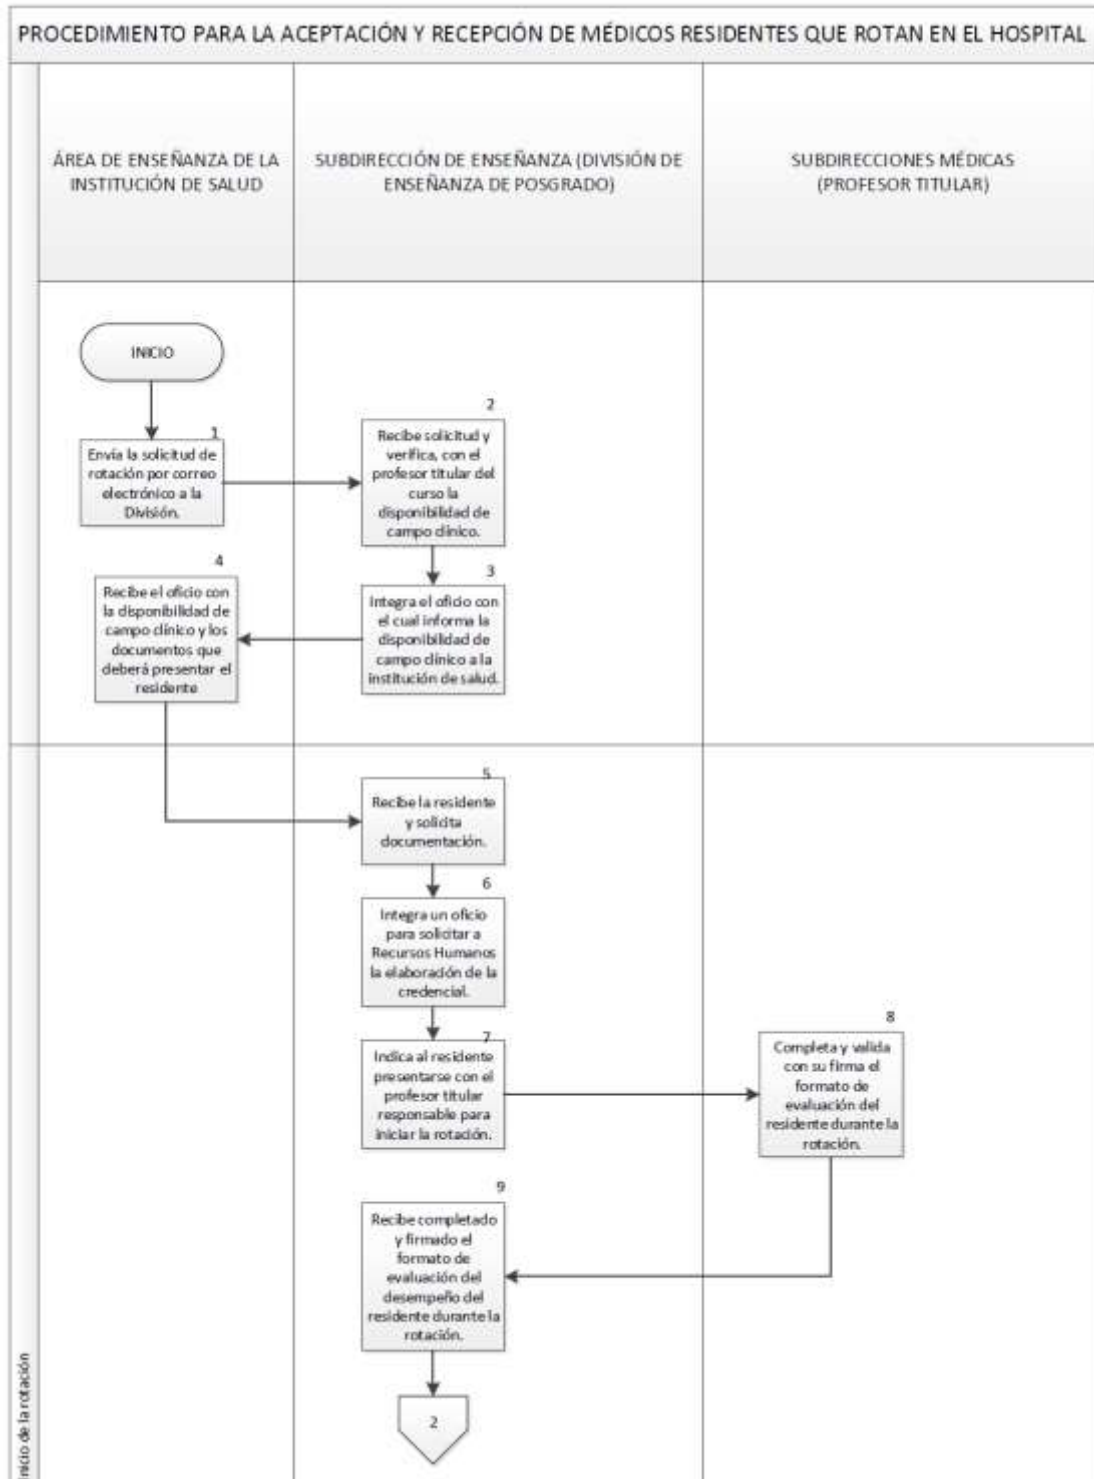 PROCEDIMIENTO PARA LA ACEPTACIÓN Y RECEPCIÓN DE MÉDICOS RESIDENTES QUE ROTAN EN EL HOSPITAL
ÁREA DE ENSEÑANZA DE LA
INSTITUCIÓN DE SALUD
SUBDIRECCIÓN DE ENSEÑANZA (DIVISIÓN DE
ENSEÑANZA DE POSGRADO)
SUBDIRECCIONES MÉDICAS
(PROFESOR TITULAR)
INICIO
1
Envía la solicitud de
rotación por correo
electrónico a la
División.
2
Recibe solicitud y
verifica, con el
profesor titular del
curso la
disponibilidad de
campo clínico.
3
Integra el oficio con
el cual informa la
disponibilidad de
campo clínico a la
institución de salud.
4
Recibe el oficio con
la disponibilidad de
campo clínico y los
documentos que
deberá presentar el
residente
5
Recibe la residente
y solicita
documentación.
6
Integra un oficio
para solicitar a
Recursos Humanos
la elaboración de la
credencial.
7
Indica al residente
presentarse con el
profesor titular
responsable para
iniciar la rotación.
8
Completa y valida
con su firma el
formato de
evaluación del
residente durante la
rotación.
9
Recibe completado
y firmado el
formato de
evaluación del
desempeño del
residente durante la
rotación.
2
nicio de la rotación